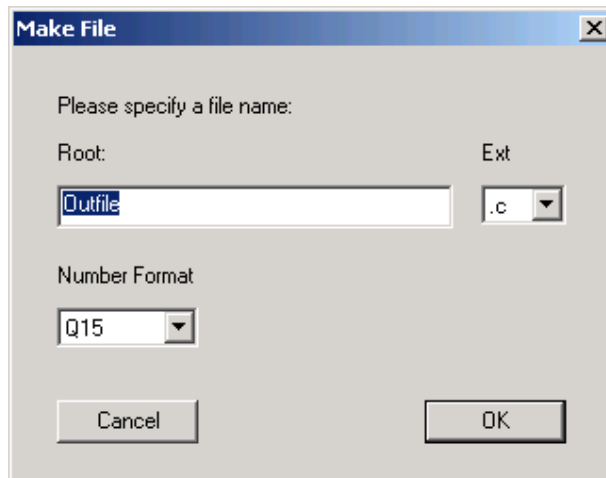 Make File
Please specify a file name:
Root: Ext
Outfile .c
Number Format
Q15
Cancel OK